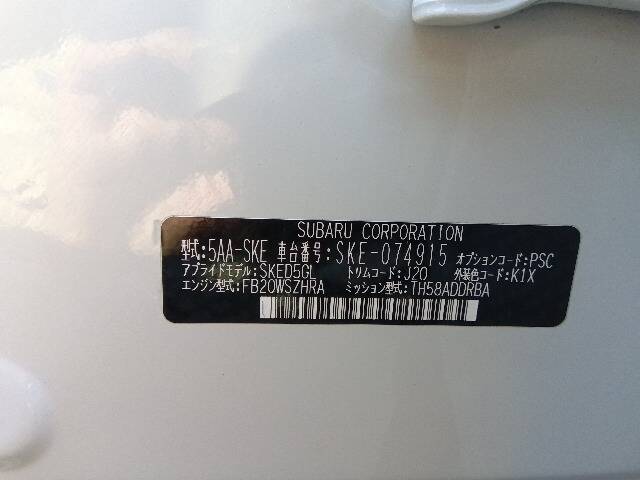 SUBARU CORPORATION
型式:5AA-SKE 車台番号:SKE-074915 オプションコード:PSC
アプライドモデル:SKED5GL トリムコード:J20 外装色コード:K1X
エンジン型式:FB20WSZHRA ミッション型式:TH58ADDRBA